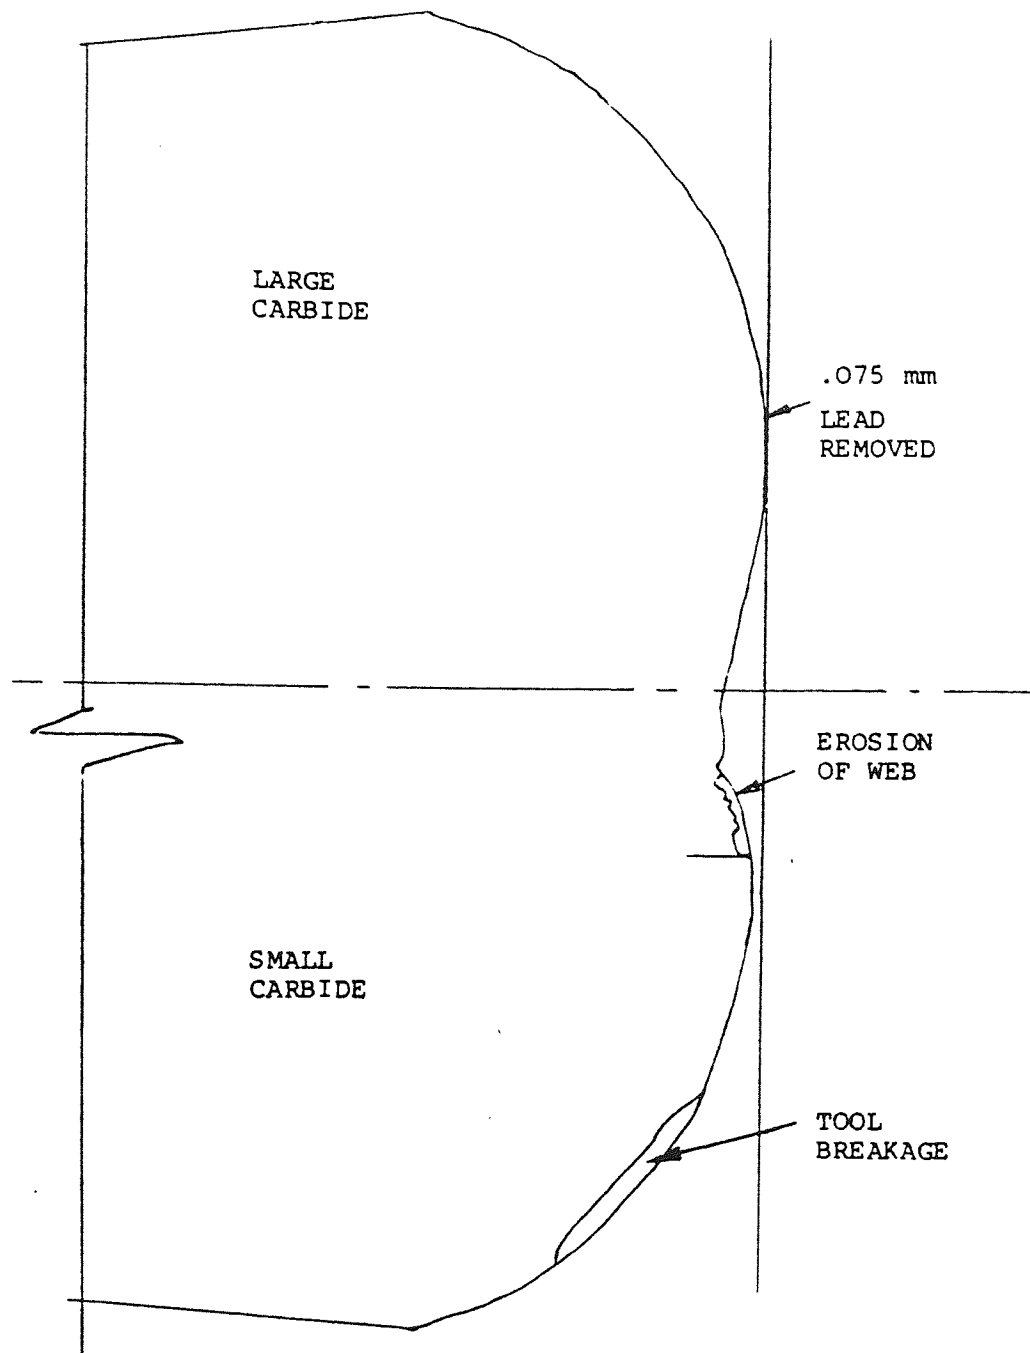 LARGE
CARBIDE
.075 mm
LEAD
REMOVED
EROSION
OF WEB
SMALL
CARBIDE
TOOL
BREAKAGE